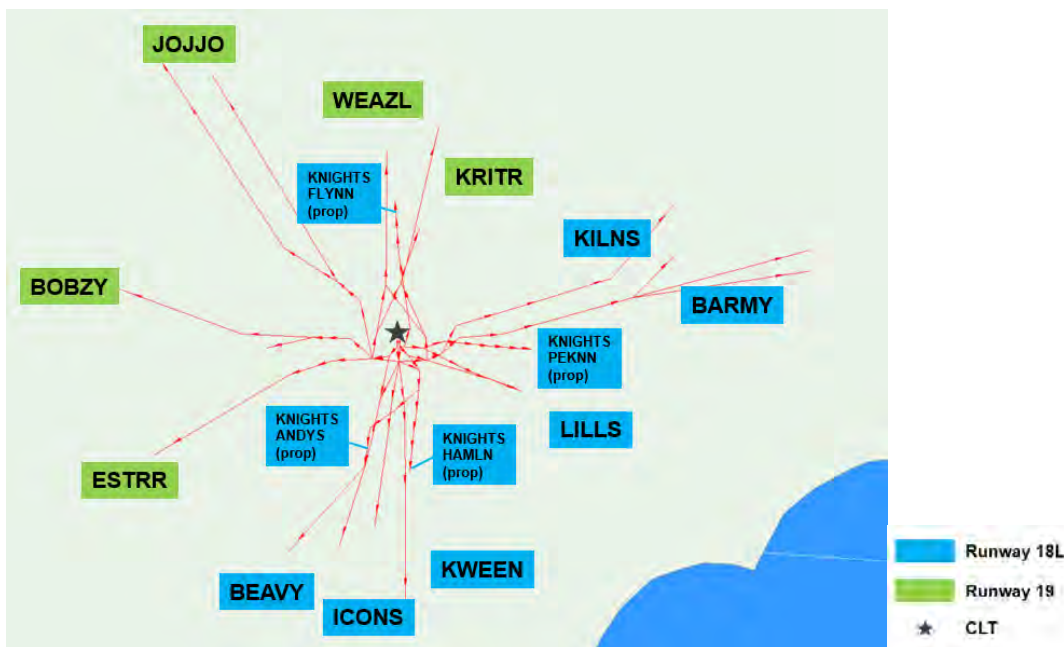 JOJJO
WEAZL
KNIGHTS
FLYNN
(prop)
KRITR
KILNS
BOBZY
BARMY
KNIGHTS
PEKNN
(prop)
KNIGHTS
ANDYS
(prop)
LILLS
KNIGHTS
HAMLN
(prop)
ESTRR
KWEEN
BEAVY
ICONS
Runway 18L
Runway 19
CLT